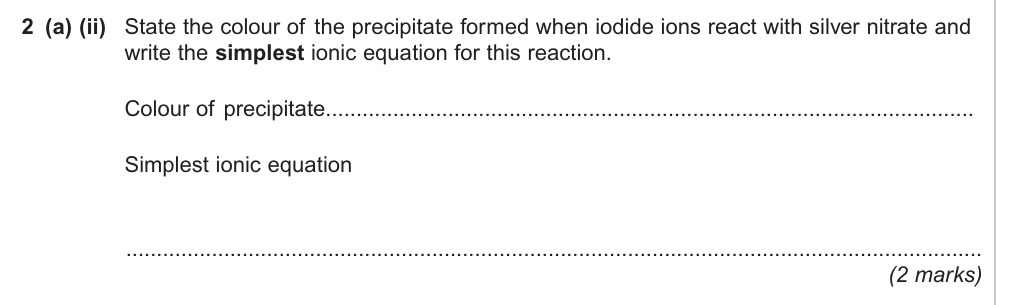 2 (a) (ii) State the colour of the precipitate formed when iodide ions react with silver nitrate and
write the simplest ionic equation for this reaction.
Colour of precipitate..........................................................................................................
Simplest ionic equation
............................................................................................................................................
(2 marks)